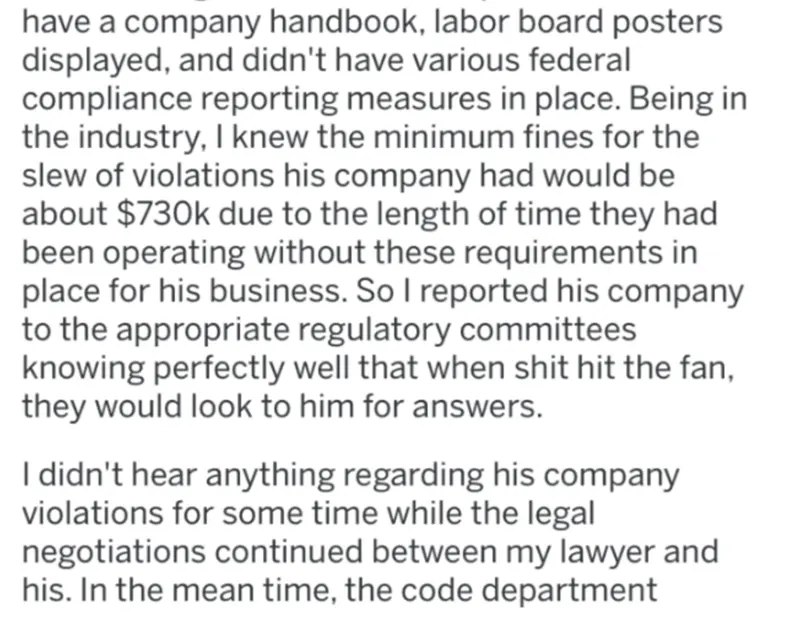 have a company handbook, labor board posters
displayed, and didn't have various federal
compliance reporting measures in place. Being in
the industry, I knew the minimum fines for the
slew of violations his company had would be
about $730k due to the length of time they had
been operating without these requirements in
place for his business. So I reported his company
to the appropriate regulatory committees
knowing perfectly well that when shit hit the fan,
they would look to him for answers.
I didn't hear anything regarding his company
violations for some time while the legal
negotiations continued between my lawyer and
his. In the mean time, the code department